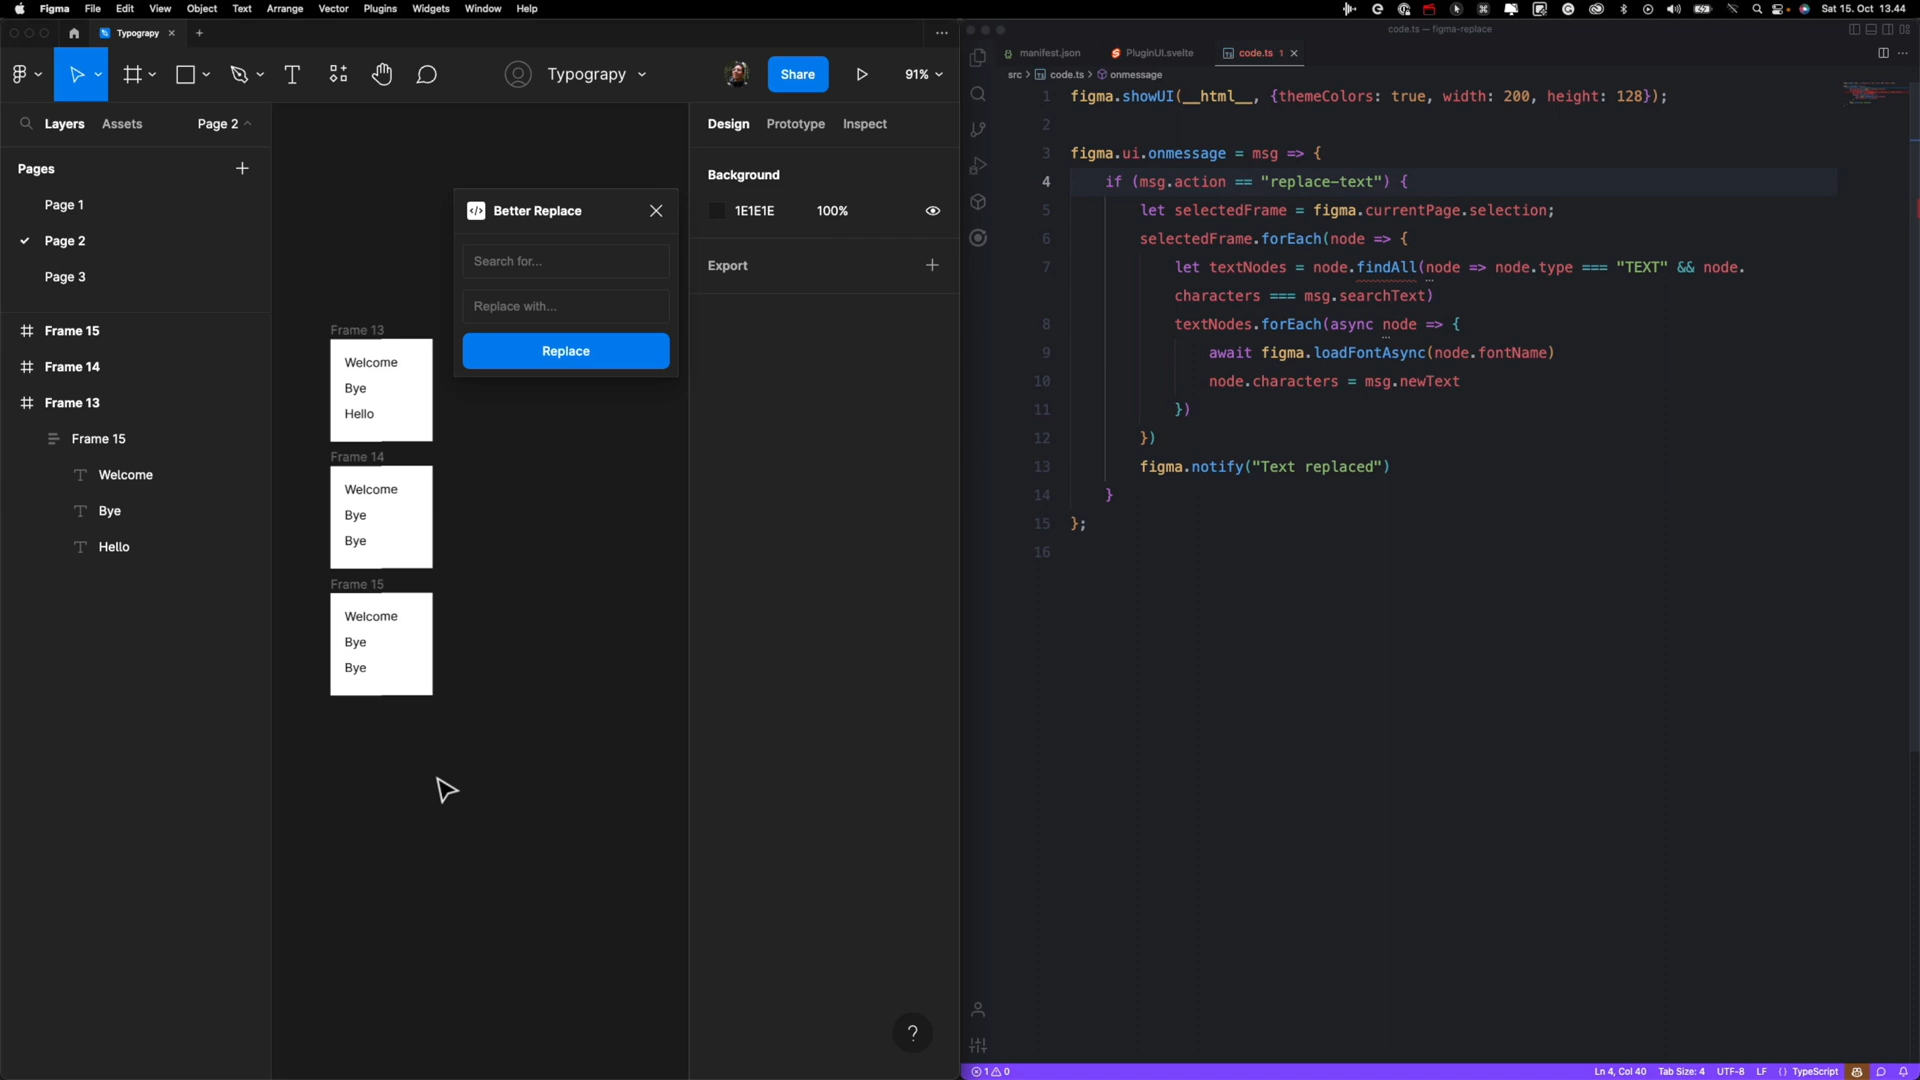 Figma File Edit View Object Text Arrange Vector Plugins Widgets Window Help
Sat 15. Oct 13.44
Typograpy
Typograpy
Share
91%
Layers Assets Page 2
Pages
Page 1
Page 2
Page 3
Frame 15
Frame 14
Frame 13
Frame 15
Welcome
Bye
Hello
Better Replace
Search for...
Replace with...
Replace
Frame 13
Welcome
Bye
Hello
Frame 14
Welcome
Bye
Bye
Frame 15
Welcome
Bye
Bye
Design Prototype Inspect
Background
1E1E1E 100%
Export
?
code.ts — figma-replace
manifest.json PluginUI.svelte code.ts 1
src > code.ts > onmessage
1 figma.showUI(__html__, {themeColors: true, width: 200, height: 128});
2
3 figma.ui.onmessage = msg => {
4 if (msg.action == "replace-text") {
5 let selectedFrame = figma.currentPage.selection;
6 selectedFrame.forEach(node => {
7 let textNodes = node.findAll(node => node.type === "TEXT" && node.
characters === msg.searchText)
8 textNodes.forEach(async node => {
9 await figma.loadFontAsync(node.fontName)
10 node.characters = msg.newText
11 })
12 })
13 figma.notify("Text replaced")
14 }
15 };
16
1 0
Ln 4, Col 40 Tab Size: 4 UTF-8 LF {} TypeScript